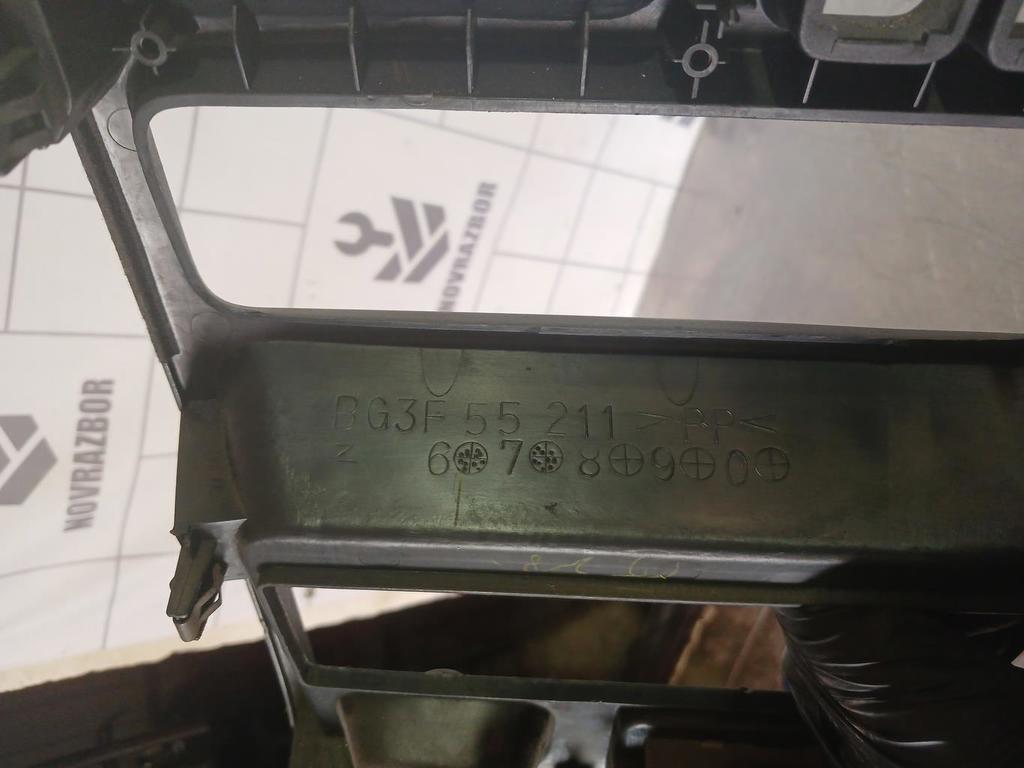 NOVRAZBOR
NOVRAZBOR
BG3F 55 211 >PP<
Z 6 7 8 9 0